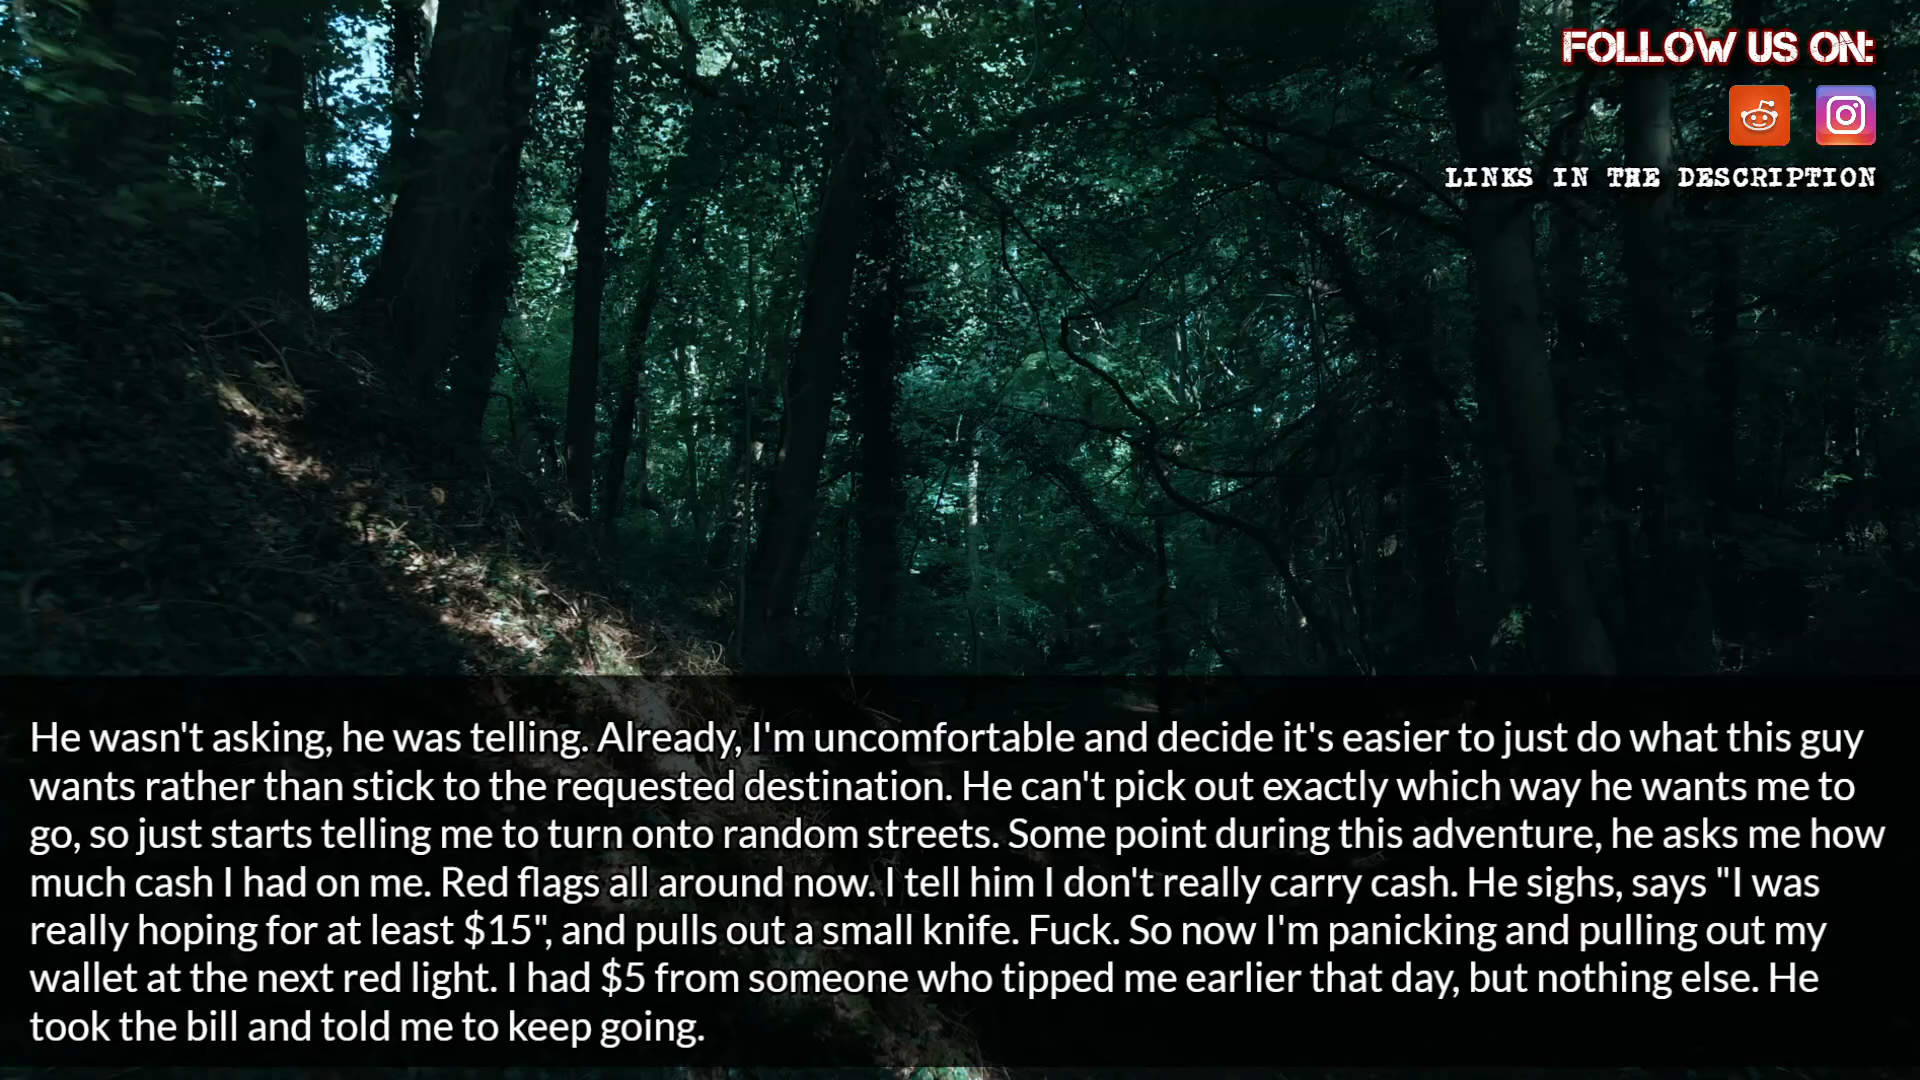 FOLLOW US ON:
LINKS IN THE DESCRIPTION
He wasn't asking, he was telling. Already, I'm uncomfortable and decide it's easier to just do what this guy
wants rather than stick to the requested destination. He can't pick out exactly which way he wants me to
go, so just starts telling me to turn onto random streets. Some point during this adventure, he asks me how
much cash I had on me. Red flags all around now. I tell him I don't really carry cash. He sighs, says "I was
really hoping for at least $15", and pulls out a small knife. Fuck. So now I'm panicking and pulling out my
wallet at the next red light. I had $5 from someone who tipped me earlier that day, but nothing else. He
took the bill and told me to keep going.